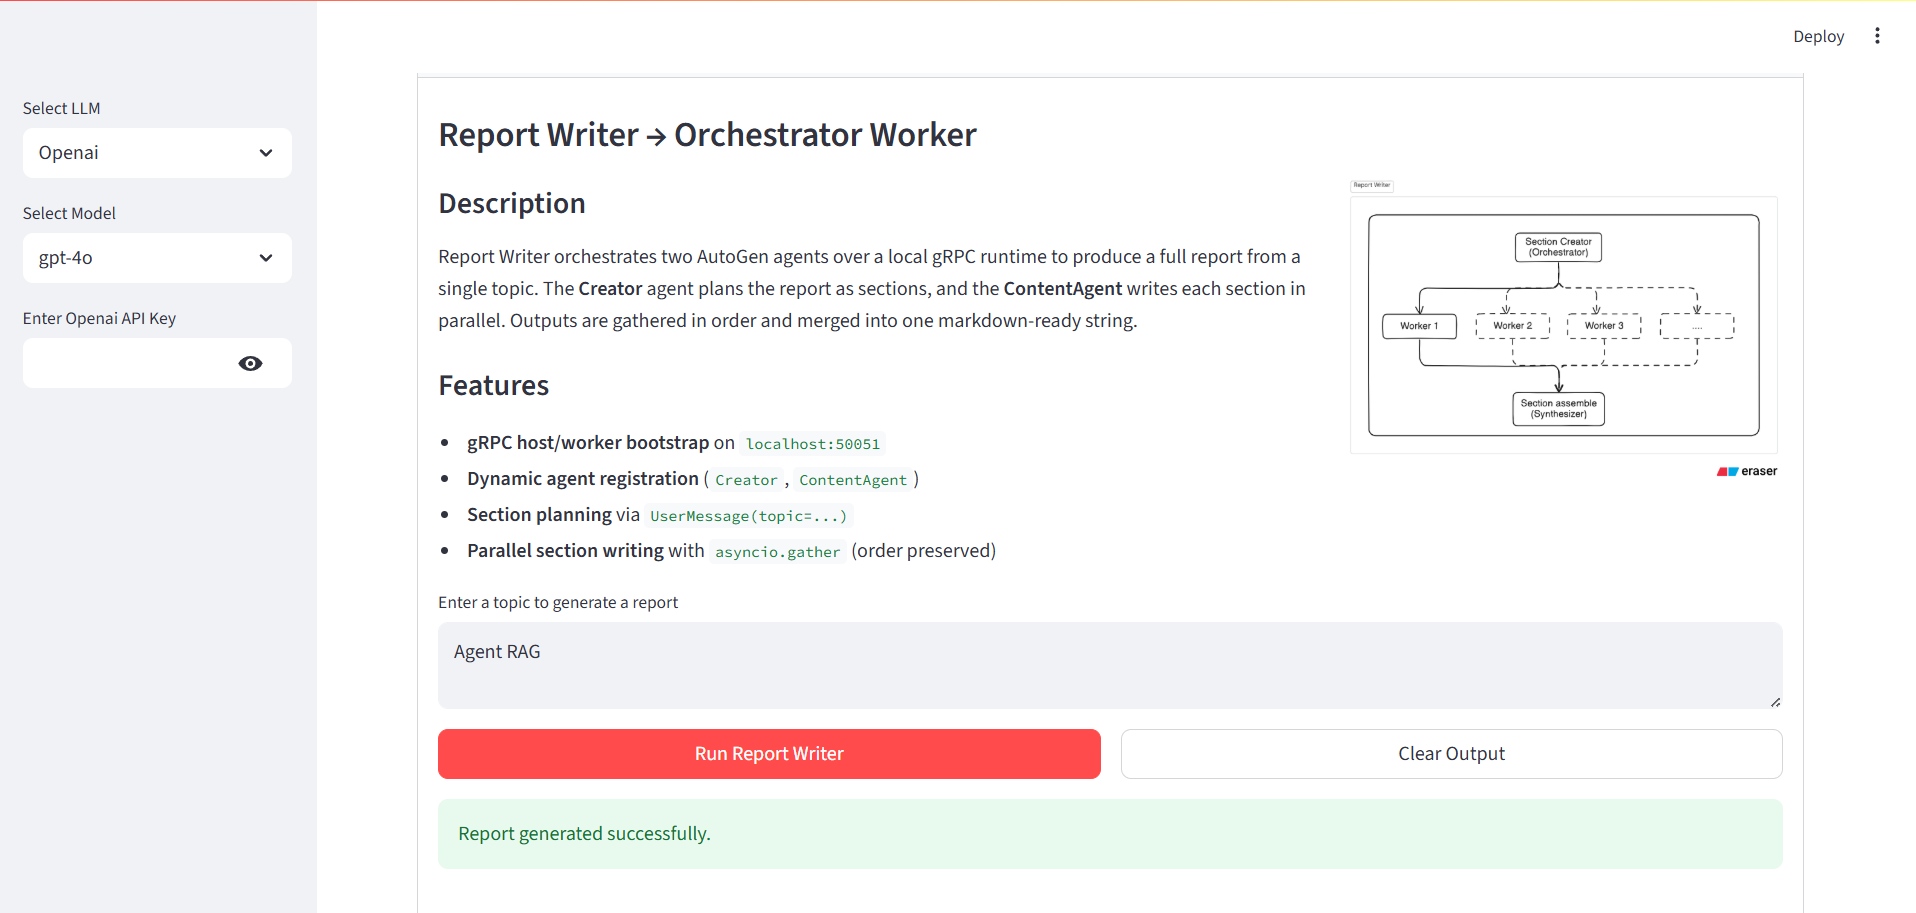 Deploy
Select LLM
Openai
Select Model
gpt-4o
Enter Openai API Key
Report Writer → Orchestrator Worker
Description
Report Writer orchestrates two AutoGen agents over a local gRPC runtime to produce a full report from a
single topic. The Creator agent plans the report as sections, and the ContentAgent writes each section in
parallel. Outputs are gathered in order and merged into one markdown-ready string.
Features
• gRPC host/worker bootstrap on localhost:50051
• Dynamic agent registration ( Creator , ContentAgent )
• Section planning via UserMessage(topic=...)
• Parallel section writing with asyncio.gather (order preserved)
Report Writer
Section Creator
(Orchestrator)
Worker 1
Worker 2
Worker 3
....
Section assemble
(Synthesizer)
eraser
Enter a topic to generate a report
Agent RAG
Run Report Writer
Clear Output
Report generated successfully.